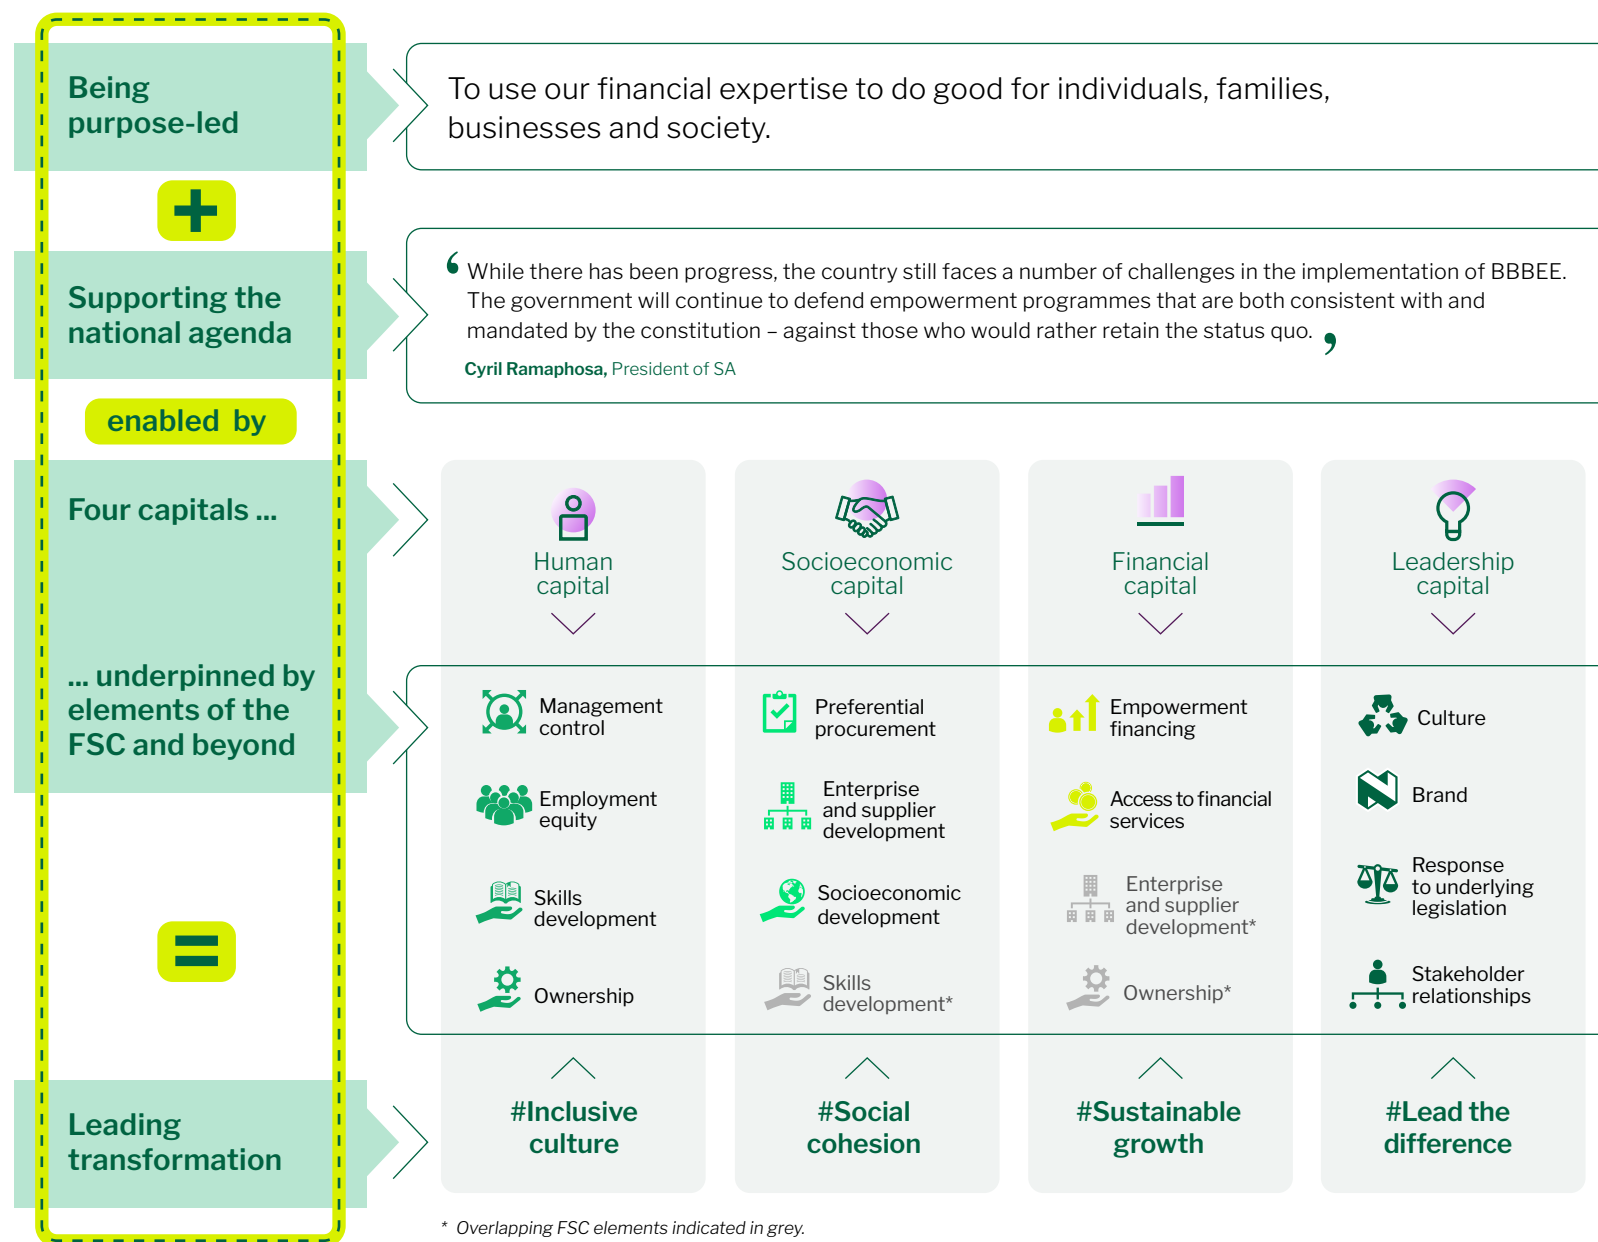 Being
purpose-led
To use our financial expertise to do good for individuals, families,
businesses and society.
+
Supporting the
national agenda
‘ While there has been progress, the country still faces a number of challenges in the implementation of BBBEE.
The government will continue to defend empowerment programmes that are both consistent with and
mandated by the constitution – against those who would rather retain the status quo. ’
Cyril Ramaphosa, President of SA
enabled by
Four capitals ...
Human
capital
Socioeconomic
capital
Financial
capital
Leadership
capital
... underpinned by
elements of the
FSC and beyond
Management
control
Employment
equity
Skills
development
Ownership
Preferential
procurement
Enterprise
and supplier
development
Socioeconomic
development
Skills
development*
Empowerment
financing
Access to financial
services
Enterprise
and supplier
development*
Ownership*
Culture
Brand
Response
to underlying
legislation
Stakeholder
relationships
=
Leading
transformation
#Inclusive
culture
#Social
cohesion
#Sustainable
growth
#Lead the
difference
* Overlapping FSC elements indicated in grey.